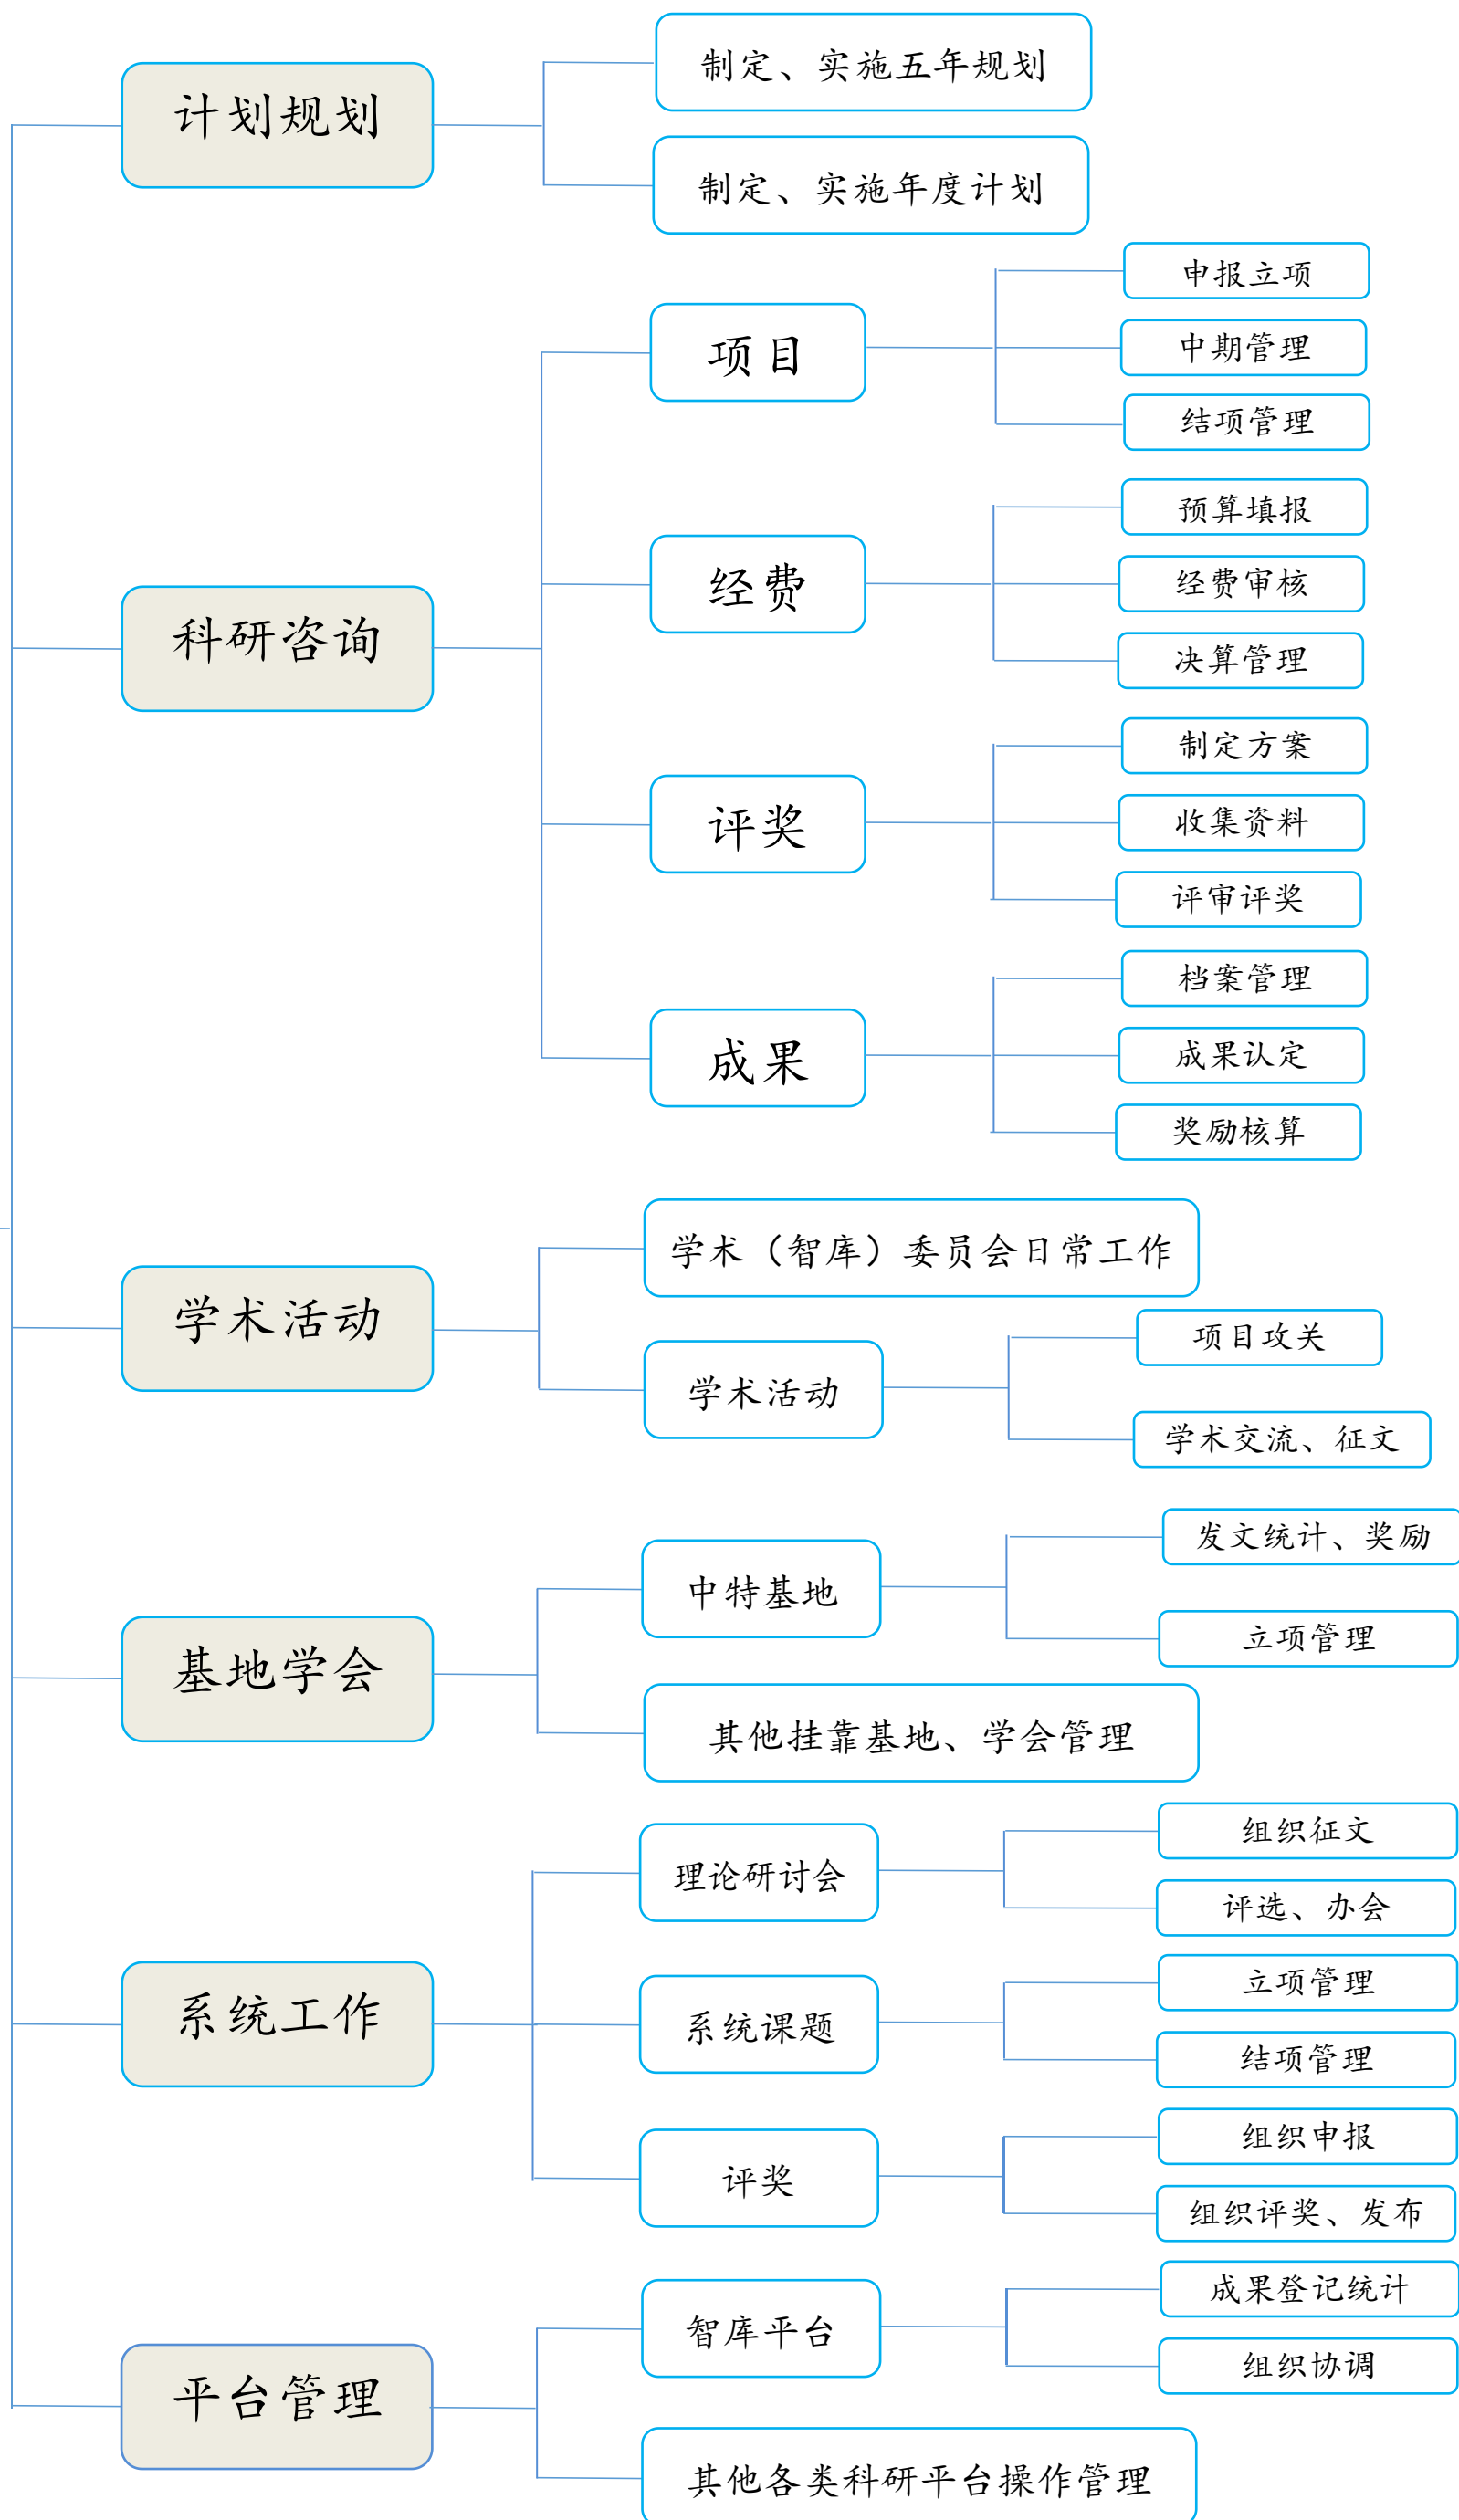 计划规划
制定、实施五年规划
制定、实施年度计划
科研咨询
项目
申报立项
中期管理
结项管理
经费
预算填报
经费审核
决算管理
评奖
制定方案
收集资料
评审评奖
成果
档案管理
成果认定
奖励核算
学术活动
学术（智库）委员会日常工作
学术活动
项目攻关
学术交流、征文
基地学会
中特基地
发文统计、奖励
立项管理
其他挂靠基地、学会管理
系统工作
理论研讨会
组织征文
评选、办会
系统课题
立项管理
结项管理
评奖
组织申报
组织评奖、发布
平台管理
智库平台
成果登记统计
组织协调
其他各类科研平台操作管理